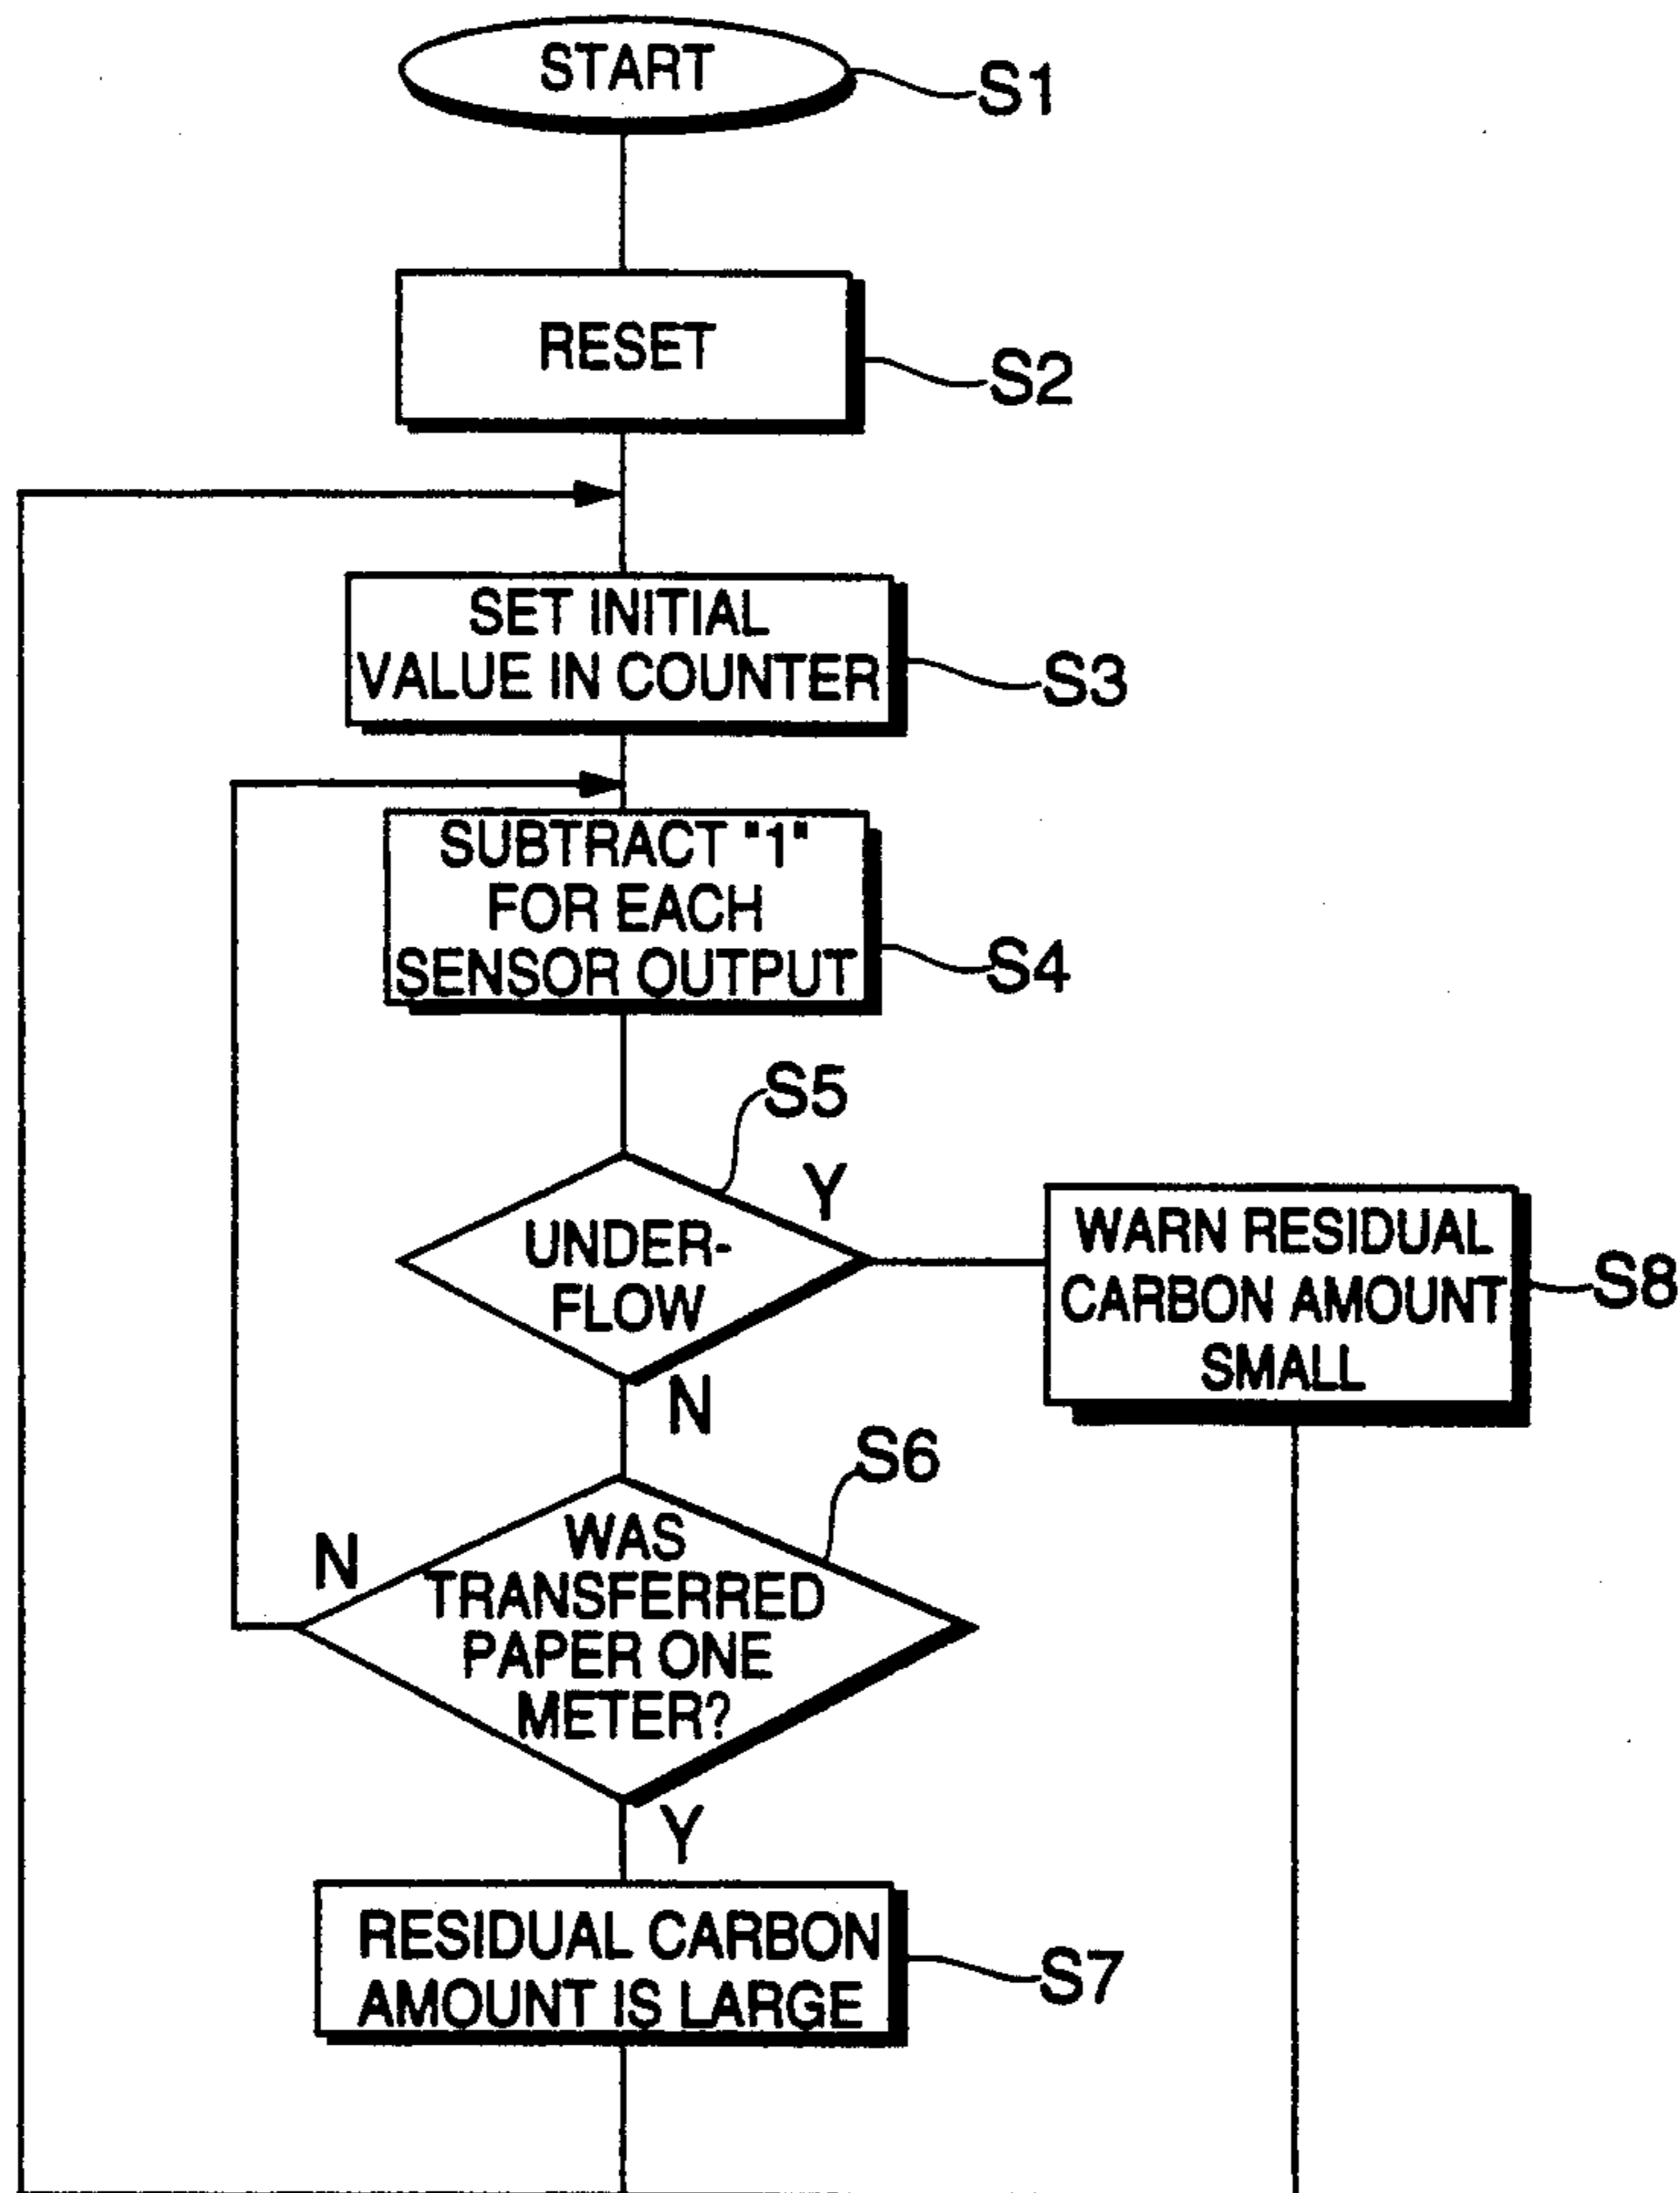 START
S1
RESET
S2
SET INITIAL
VALUE IN COUNTER
S3
SUBTRACT "1"
FOR EACH
SENSOR OUTPUT
S4
S5
Y
UNDER-
FLOW
N
WARN RESIDUAL
CARBON AMOUNT
SMALL
S8
S6
N
WAS
TRANSFERRED
PAPER ONE
METER?
Y
RESIDUAL CARBON
AMOUNT IS LARGE
S7